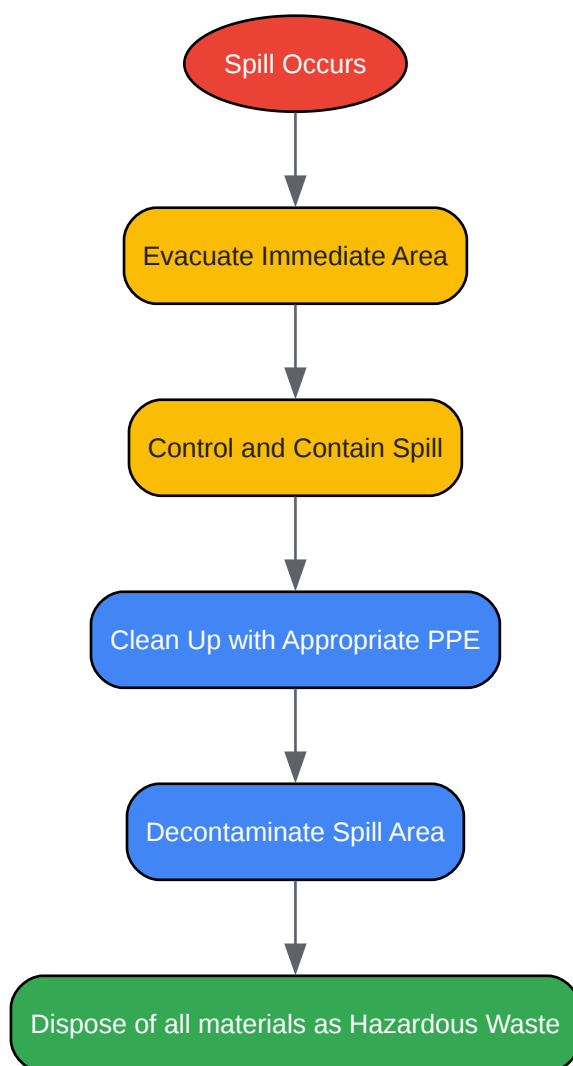 Spill Occurs
Evacuate Immediate Area
Control and Contain Spill
Clean Up with Appropriate PPE
Decontaminate Spill Area
Dispose of all materials as Hazardous Waste